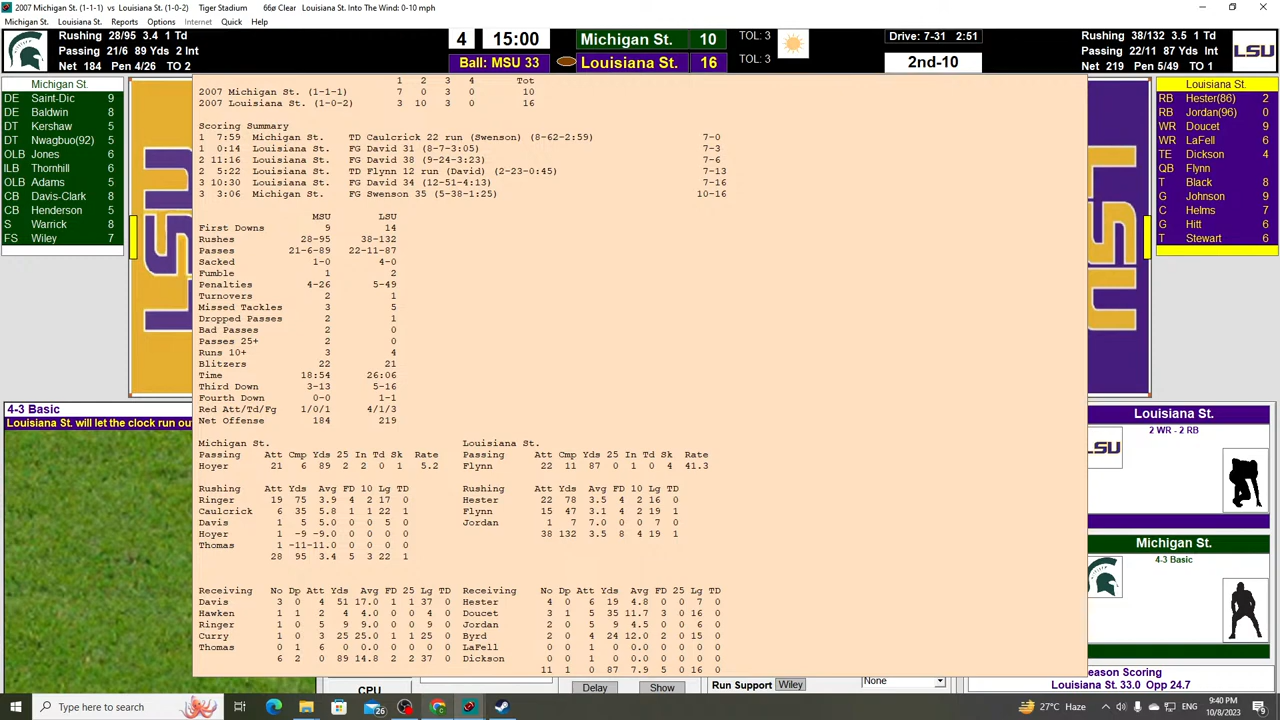 2007 Michigan St. (1-1-1) vs Louisiana St. (1-0-2) Tiger Stadium 66ø Clear Louisiana St. Into The Wind: 0-10 mph
Michigan St. Louisiana St. Reports Options Internet Quick Help
Rushing 28/95 3.4 1 Td
Passing 21/6 89 Yds 2 Int
Net 184 Pen 4/26 TO 2
4 15:00 Michigan St. 10 TOL: 3
Ball: MSU 33 Louisiana St. 16 TOL: 3
Drive: 7-31 2:51
2nd-10
Rushing 38/132 3.5 1 Td
Passing 22/11 87 Yds Int
Net 219 Pen 5/49 TO 1
LSU
Michigan St.
DE Saint-Dic 9
DE Baldwin 8
DT Kershaw 5
DT Nwagbuo(92) 5
OLB Jones 6
ILB Thornhill 6
OLB Adams 5
CB Davis-Clark 8
CB Henderson 5
S Warrick 8
FS Wiley 7
1 2 3 4 Tot
2007 Michigan St. (1-1-1) 7 0 3 0 10
2007 Louisiana St. (1-0-2) 3 10 3 0 16
Scoring Summary
1 7:59 Michigan St. TD Caulcrick 22 run (Swenson) (8-62-2:59) 7-0
1 0:14 Louisiana St. FG David 31 (8-7-3:05) 7-3
2 11:16 Louisiana St. FG David 38 (9-24-3:23) 7-6
2 5:22 Louisiana St. TD Flynn 12 run (David) (2-23-0:45) 7-13
3 10:30 Louisiana St. FG David 34 (12-51-4:13) 7-16
3 3:06 Michigan St. FG Swenson 35 (5-38-1:25) 10-16
MSU LSU
First Downs 9 14
Rushes 28-95 38-132
Passes 21-6-89 22-11-87
Sacked 1-0 4-0
Fumble 1 2
Penalties 4-26 5-49
Turnovers 2 1
Missed Tackles 3 5
Dropped Passes 2 1
Bad Passes 2 0
Passes 25+ 2 0
Runs 10+ 3 4
Blitzers 22 21
Time 18:54 26:06
Third Down 3-13 5-16
Fourth Down 0-0 1-1
Red Att/Td/Fg 1/0/1 4/1/3
Net Offense 184 219
Michigan St. Louisiana St.
Passing Att Cmp Yds 25 In Td Sk Rate Passing Att Cmp Yds 25 In Td Sk Rate
Hoyer 21 6 89 2 2 0 1 5.2 Flynn 22 11 87 0 1 0 4 41.3
Rushing Att Yds Avg FD 10 Lg TD Rushing Att Yds Avg FD 10 Lg TD
Ringer 19 75 3.9 4 2 17 0 Hester 22 78 3.5 4 2 16 0
Caulcrick 6 35 5.8 1 1 22 1 Flynn 15 47 3.1 4 2 19 1
Davis 1 5 5.0 0 0 5 0 Jordan 1 7 7.0 0 0 7 0
Hoyer 1 -9 -9.0 0 0 0 0 38 132 3.5 8 4 19 1
Thomas 1 -11-11.0 0 0 0 0
28 95 3.4 5 3 22 1
Receiving No Dp Att Yds Avg FD 25 Lg TD Receiving No Dp Att Yds Avg FD 25 Lg TD
Davis 3 0 4 51 17.0 1 1 37 0 Hester 4 0 6 19 4.8 0 0 7 0
Hawken 1 1 2 4 4.0 0 0 4 0 Doucet 3 1 5 35 11.7 3 0 16 0
Ringer 1 0 5 9 9.0 0 0 9 0 Jordan 2 0 5 9 4.5 0 0 6 0
Curry 1 0 3 25 25.0 1 1 25 0 Byrd 2 0 4 24 12.0 2 0 15 0
Thomas 0 1 6 0 0.0 0 0 0 0 LaFell 0 0 1 0 0.0 0 0 0 0
6 2 0 89 14.8 2 2 37 0 Dickson 0 0 1 0 0.0 0 0 0 0
11 1 0 87 7.9 5 0 16 0
Louisiana St.
RB Hester(86) 2
RB Jordan(96) 0
WR Doucet 9
WR LaFell 6
TE Dickson 4
QB Flynn
T Black 8
G Johnson 9
C Helms 7
G Hitt 6
T Stewart 6
4-3 Basic
Louisiana St. will let the clock run ou
Louisiana St.
2 WR - 2 RB
LSU
Michigan St.
4-3 Basic
CPU
Delay Show
Run Support Wiley None
eason Scoring
Louisiana St. 33.0 Opp 24.7
Type here to search
26
27°C Haze
9:40 PM
10/8/2023
9